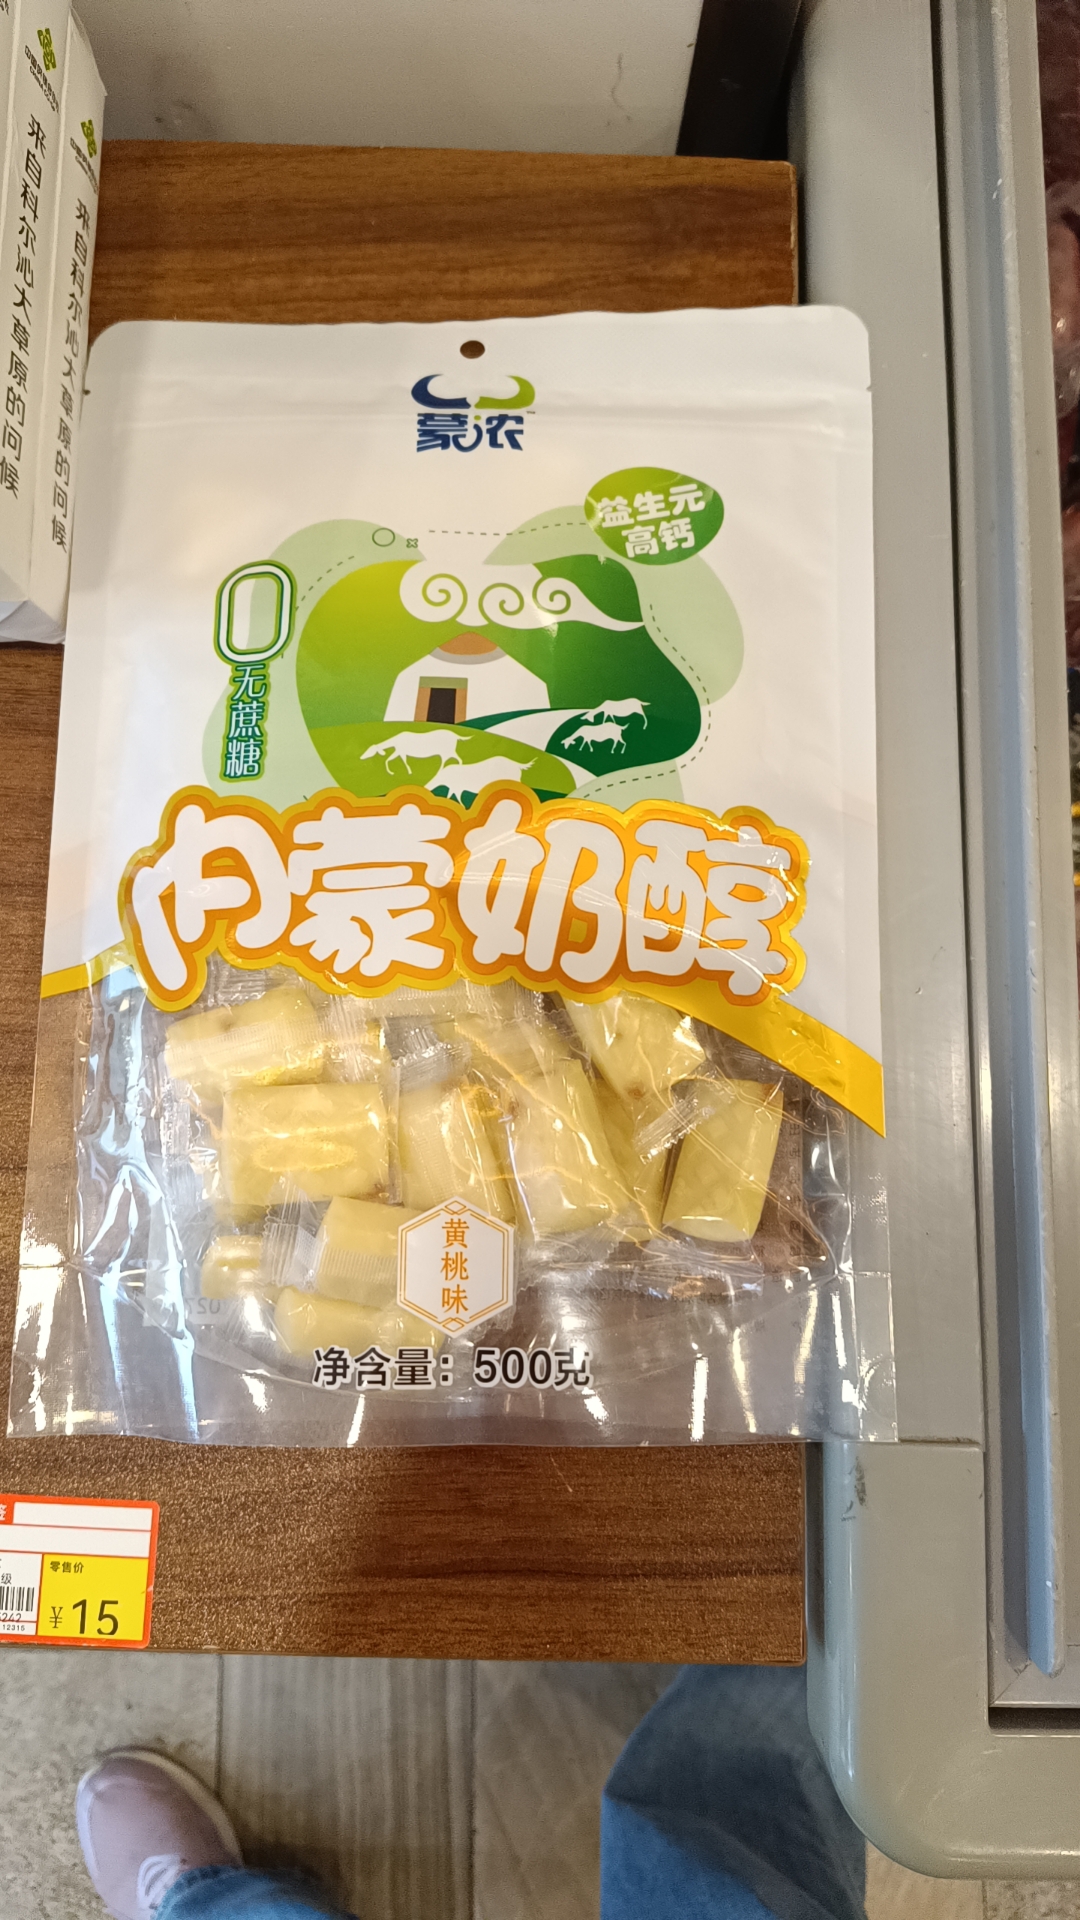 来自科尔沁大草原的问候
来自科尔沁大草原的问候
蒙浓
益生元
高钙
0
无蔗糖
内蒙奶醇
黄桃味
净含量：500克
零售价
¥15
级
12315